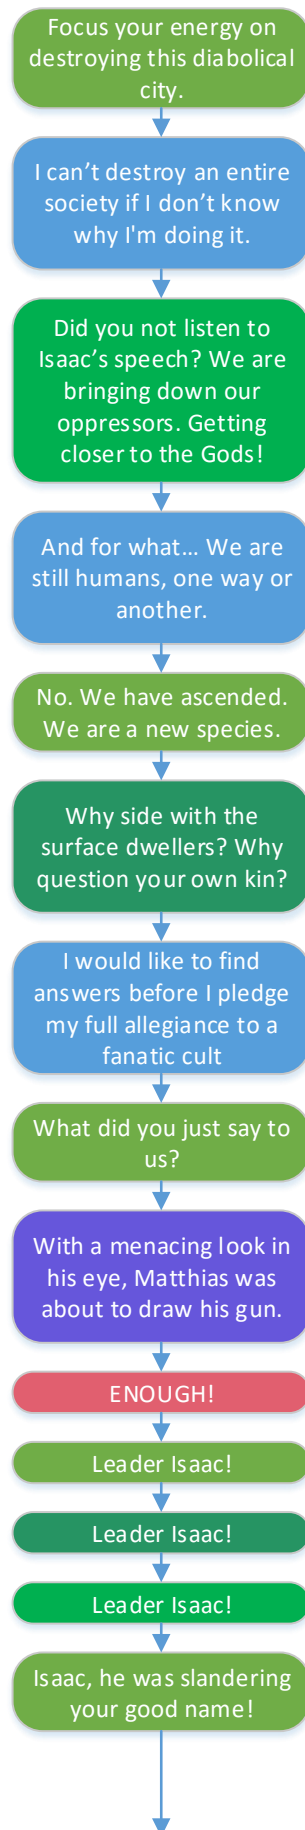 Focus your energy on
destroying this diabolical
city.
I can’t destroy an entire
society if I don’t know
why I'm doing it.
Did you not listen to
Isaac’s speech? We are
bringing down our
oppressors. Getting
closer to the Gods!
And for what… We are
still humans, one way or
another.
No. We have ascended.
We are a new species.
Why side with the
surface dwellers? Why
question your own kin?
I would like to find
answers before I pledge
my full allegiance to a
fanatic cult
What did you just say to
us?
With a menacing look in
his eye, Matthias was
about to draw his gun.
ENOUGH!
Leader Isaac!
Leader Isaac!
Leader Isaac!
Isaac, he was slandering
your good name!